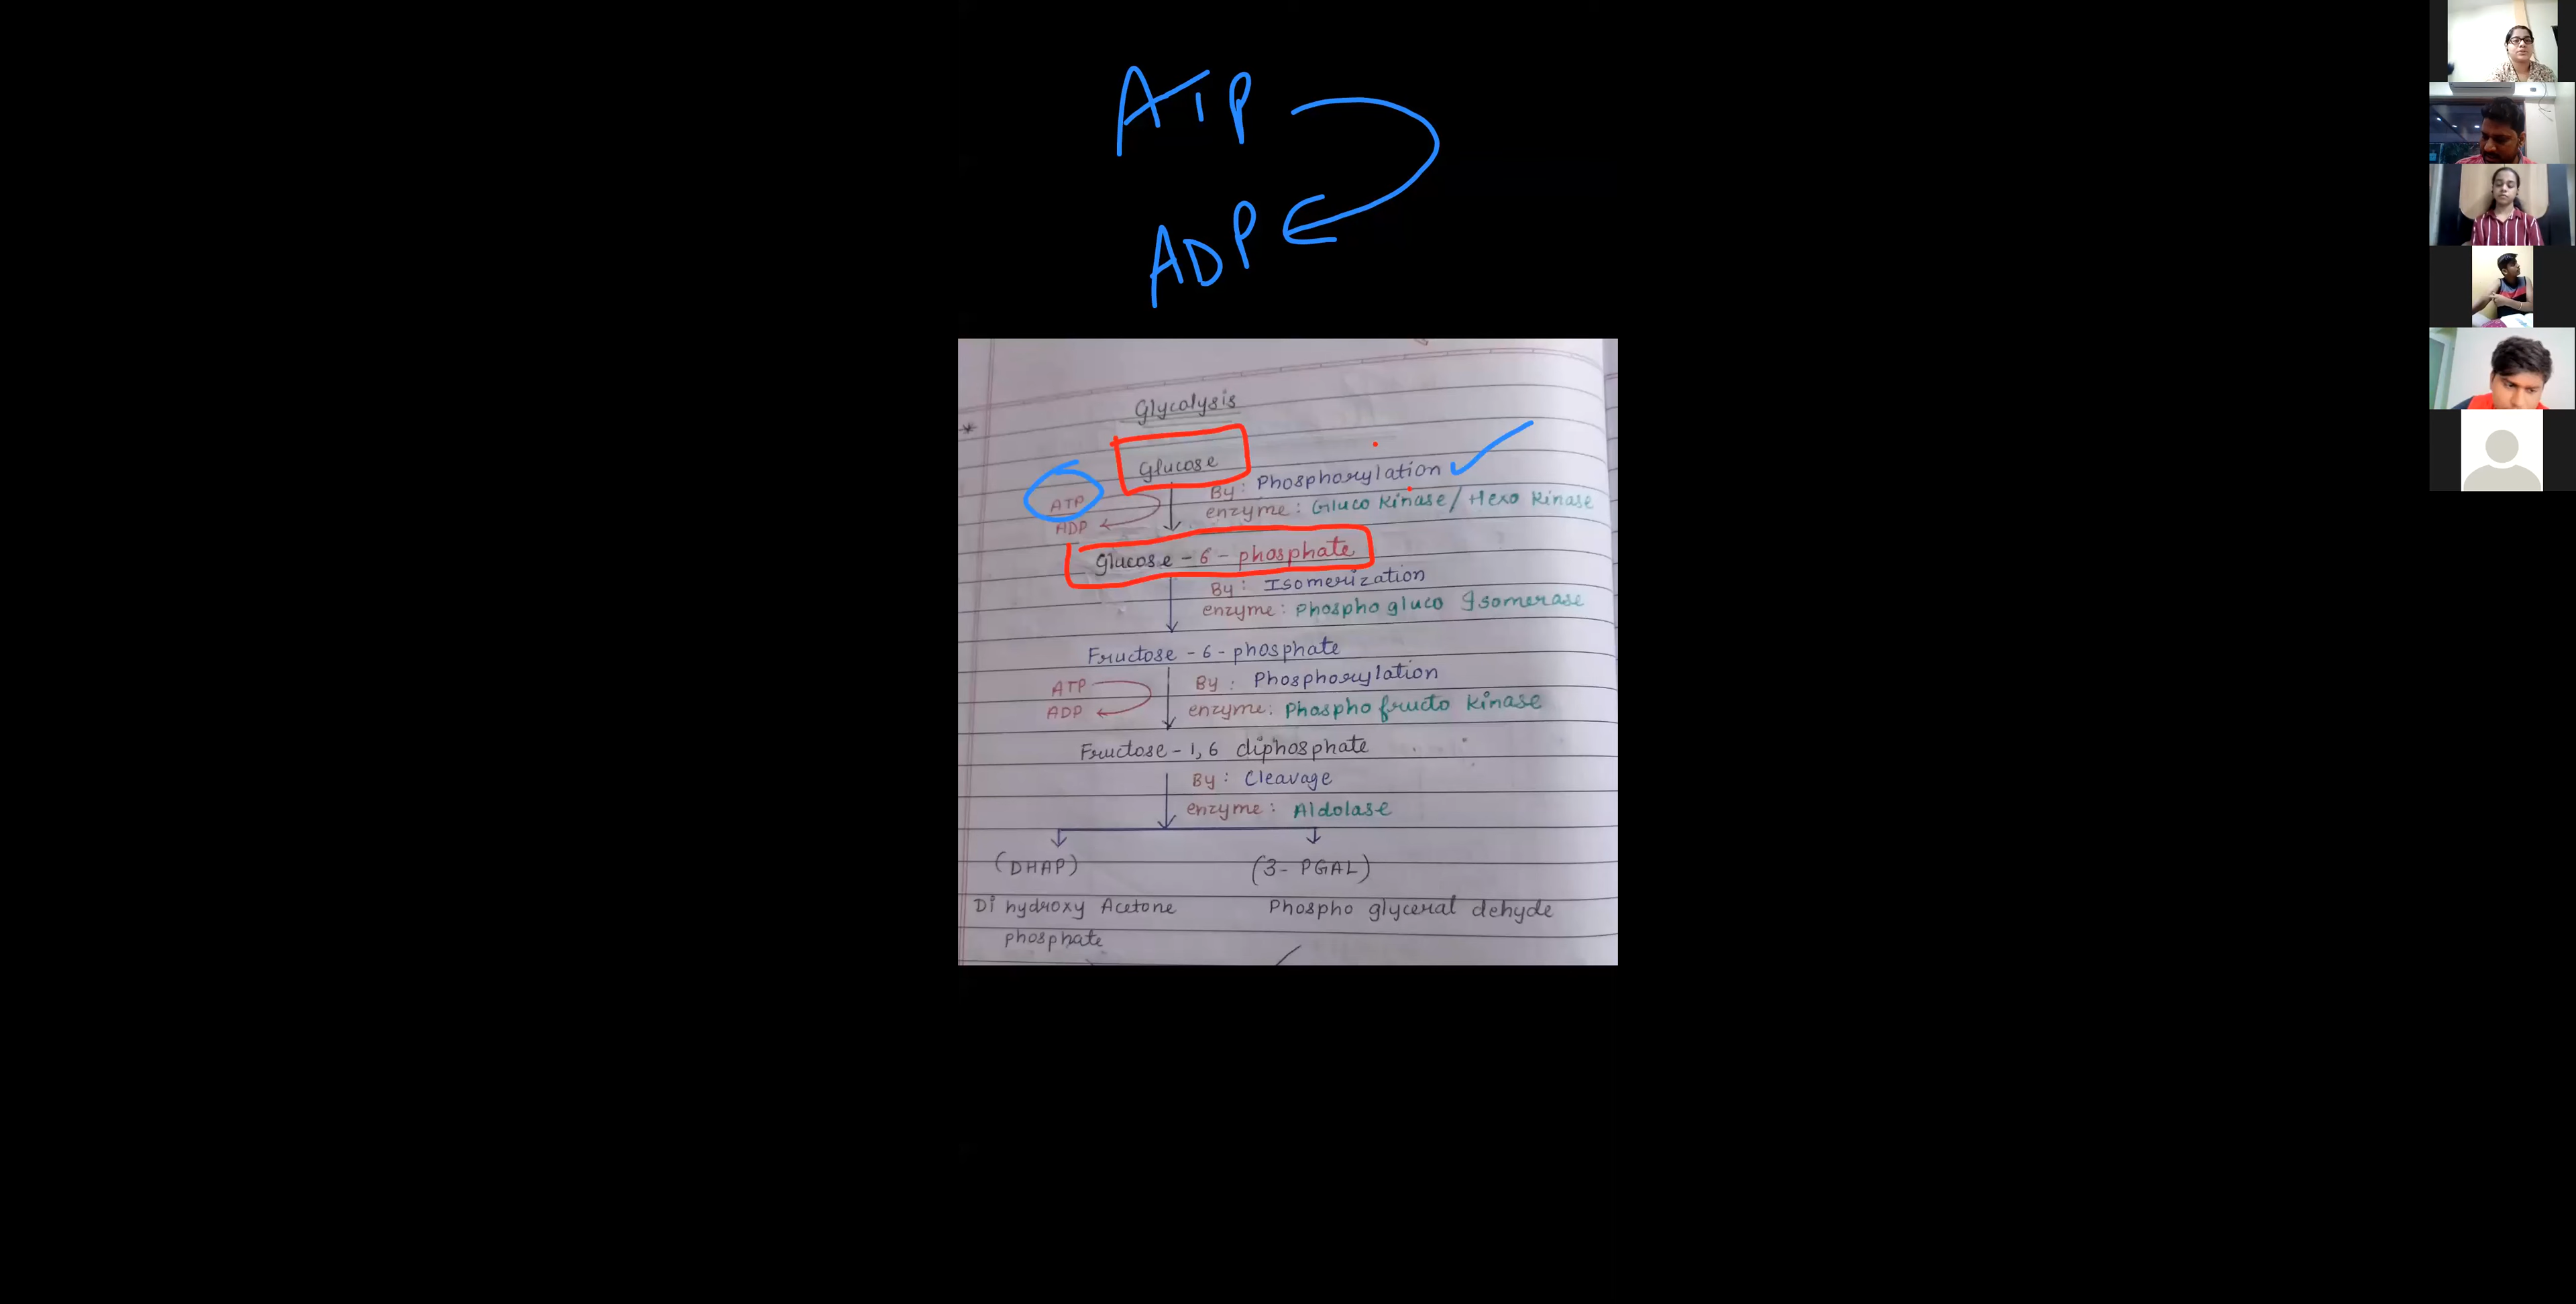 ATP
ADP
Glycolysis
Glucose
By: Phosphorylation
ATP
enzyme: Gluco kinase / Hexo kinase
ADP
Glucose - 6 - phosphate
By: Isomerization
enzyme: Phospho gluco Isomerase
Fructose - 6 - phosphate
ATP
By: Phosphorylation
ADP
enzyme: Phospho fructo kinase
Fructose - 1, 6 diphosphate
By: Cleavage
enzyme: Aldolase
(DHAP) (3- PGAL)
Di hydroxy Acetone Phospho glyceral dehyde
phosphate